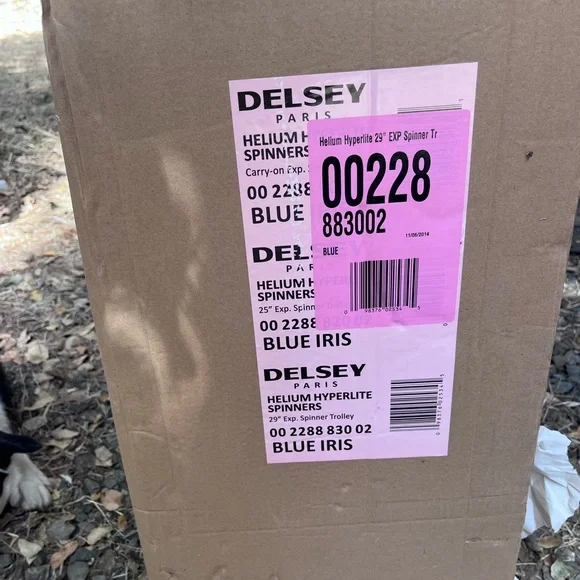 DELSEY
PARIS
HELIUM
SPINNERS
Carry-on Exp.
00 2288
BLUE
Helium Hyperlite 29" EXP Spinner Tr
00228
883002
11/06/2014
BLUE
DELSEY
HELIUM
SPINNERS
25" Exp.
00 2288
BLUE IRIS
DELSEY
PARIS
HELIUM HYPERLITE
SPINNERS
29" Exp. Spinner Trolley
00 2288 830 02
BLUE IRIS